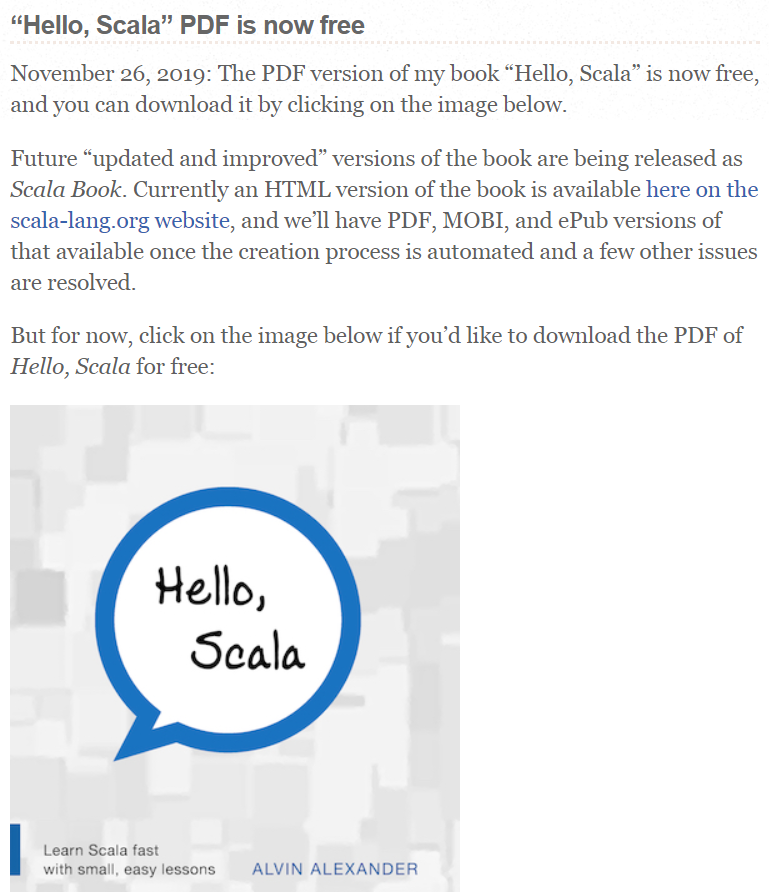 “Hello, Scala” PDF is now free
November 26, 2019: The PDF version of my book “Hello, Scala” is now free,
and you can download it by clicking on the image below.
Future “updated and improved” versions of the book are being released as
Scala Book. Currently an HTML version of the book is available here on the
scala-lang.org website, and we’ll have PDF, MOBI, and ePub versions of
that available once the creation process is automated and a few other issues
are resolved.
But for now, click on the image below if you’d like to download the PDF of
Hello, Scala for free:
Hello,
Scala
Learn Scala fast
with small, easy lessons
ALVIN ALEXANDER